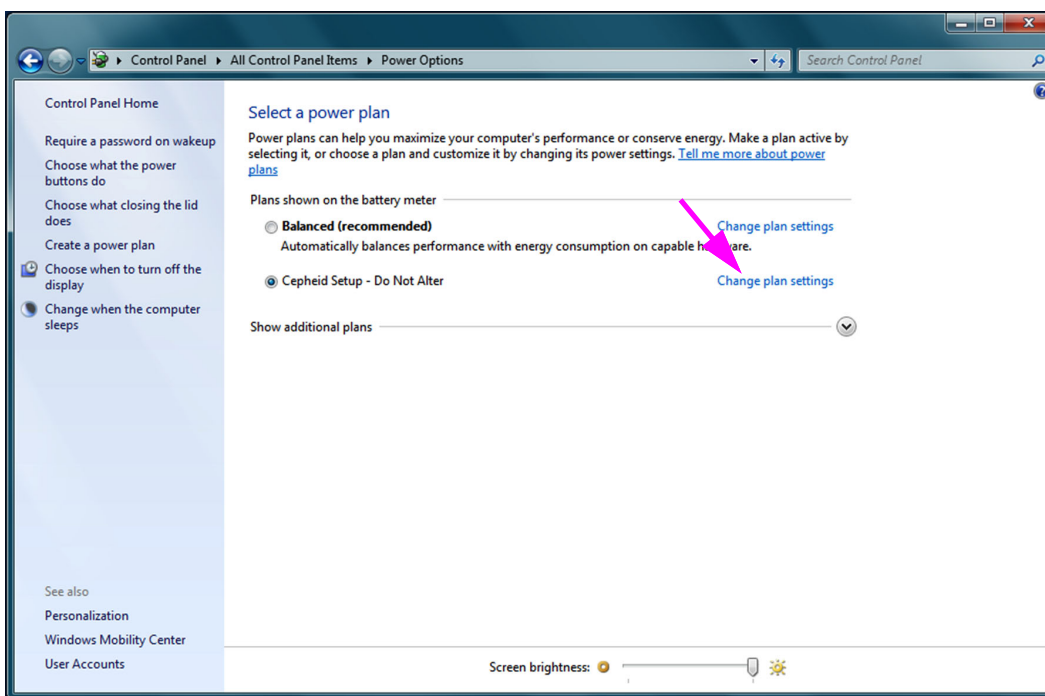 Control Panel ▸ All Control Panel Items ▸ Power Options
Search Control Panel
Control Panel Home
Require a password on wakeup
Choose what the power
buttons do
Choose what closing the lid
does
Create a power plan
Choose when to turn off the
display
Change when the computer
sleeps
See also
Personalization
Windows Mobility Center
User Accounts
Select a power plan
Power plans can help you maximize your computer's performance or conserve energy. Make a plan active by
selecting it, or choose a plan and customize it by changing its power settings. Tell me more about power
plans
Plans shown on the battery meter
Balanced (recommended) Change plan settings
Automatically balances performance with energy consumption on capable hardware.
Cepheid Setup - Do Not Alter Change plan settings
Show additional plans
Screen brightness: